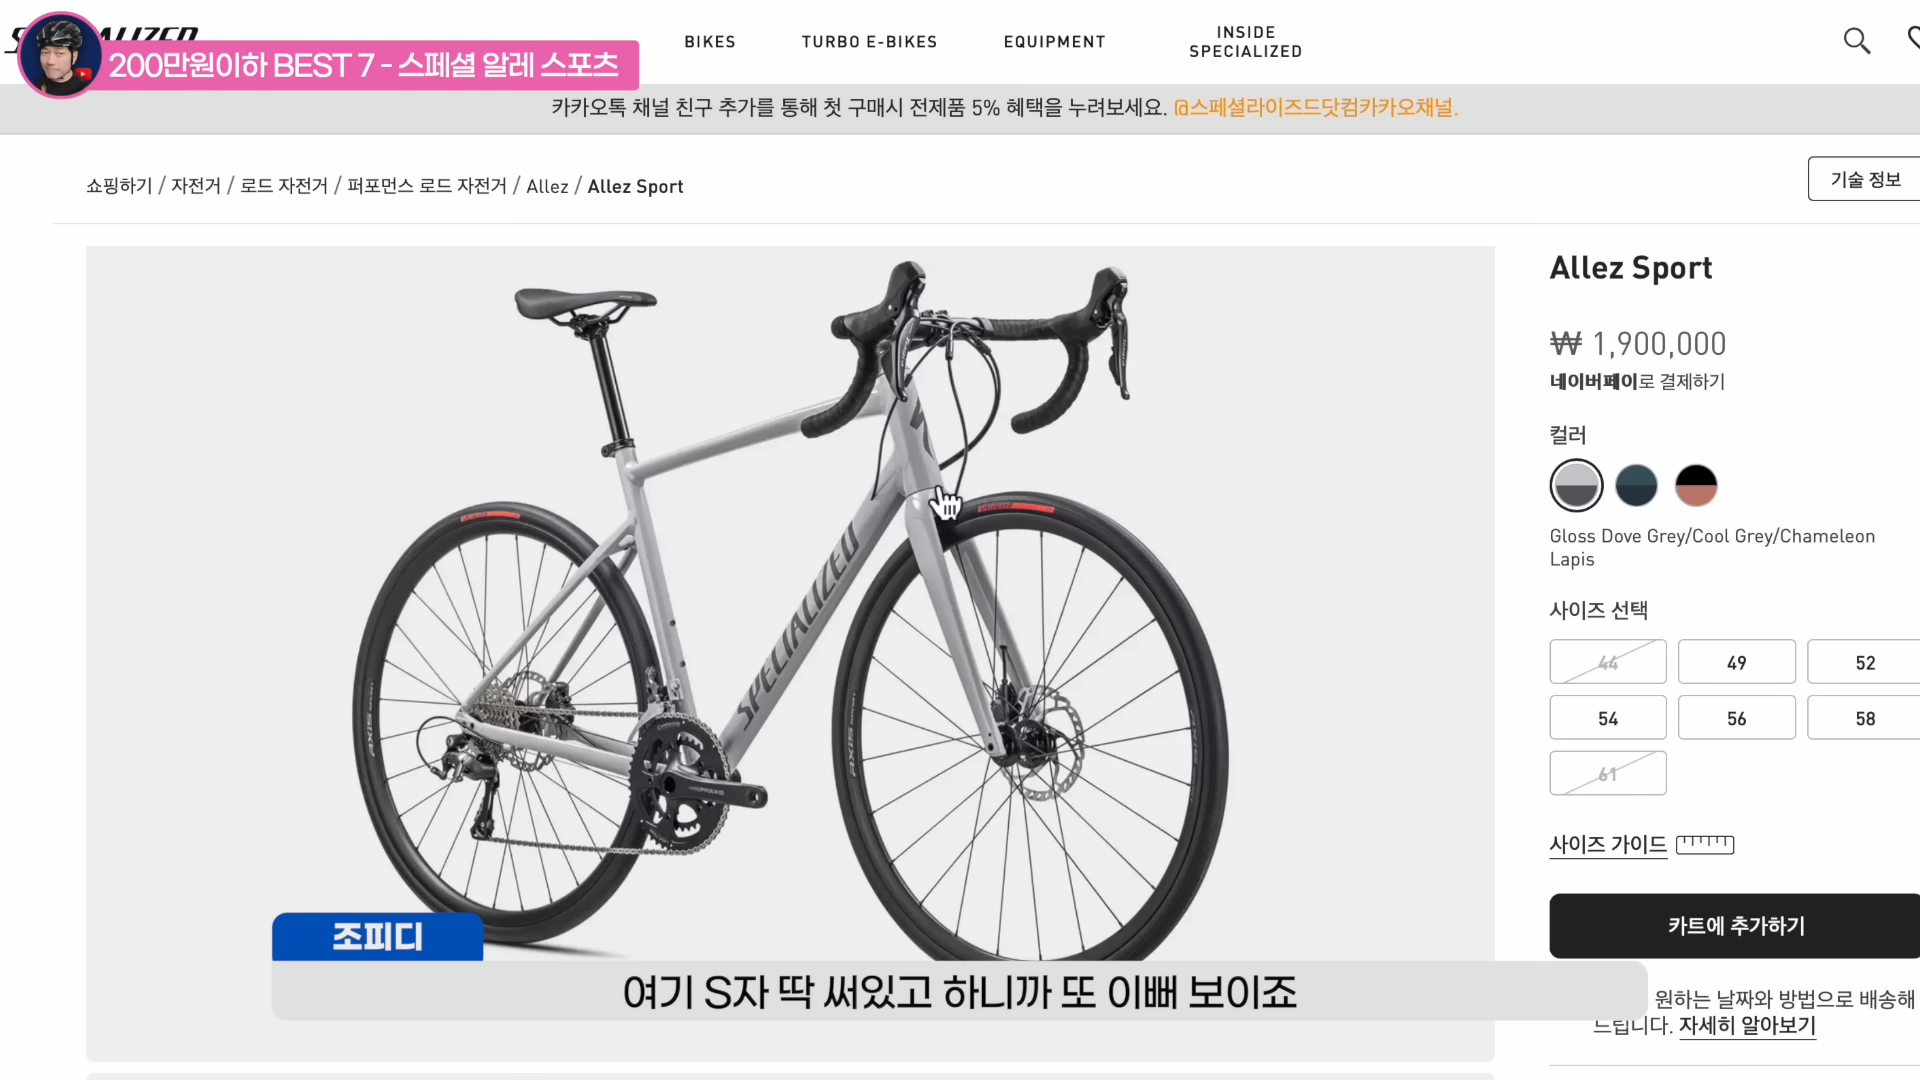 200만원이하 BEST 7 - 스페셜 알레 스포츠
BIKES
TURBO E-BIKES
EQUIPMENT
INSIDE
SPECIALIZED
카카오톡 채널 친구 추가를 통해 첫 구매시 전제품 5% 혜택을 누려보세요. @스페셜라이즈드닷컴카카오채널.
쇼핑하기 / 자전거 / 로드 자전거 / 퍼포먼스 로드 자전거 / Allez / Allez Sport
기술 정보
SPECIALIZED
AXIS
AXIS
PRAXIS
Allez Sport
₩ 1,900,000
네이버페이로 결제하기
컬러
Gloss Dove Grey/Cool Grey/Chameleon
Lapis
사이즈 선택
44
49
52
54
56
58
61
사이즈 가이드
카트에 추가하기
원하는 날짜와 방법으로 배송해
드립니다. 자세히 알아보기
조피디
여기 S자 딱 써있고 하니까 또 이뻐 보이죠